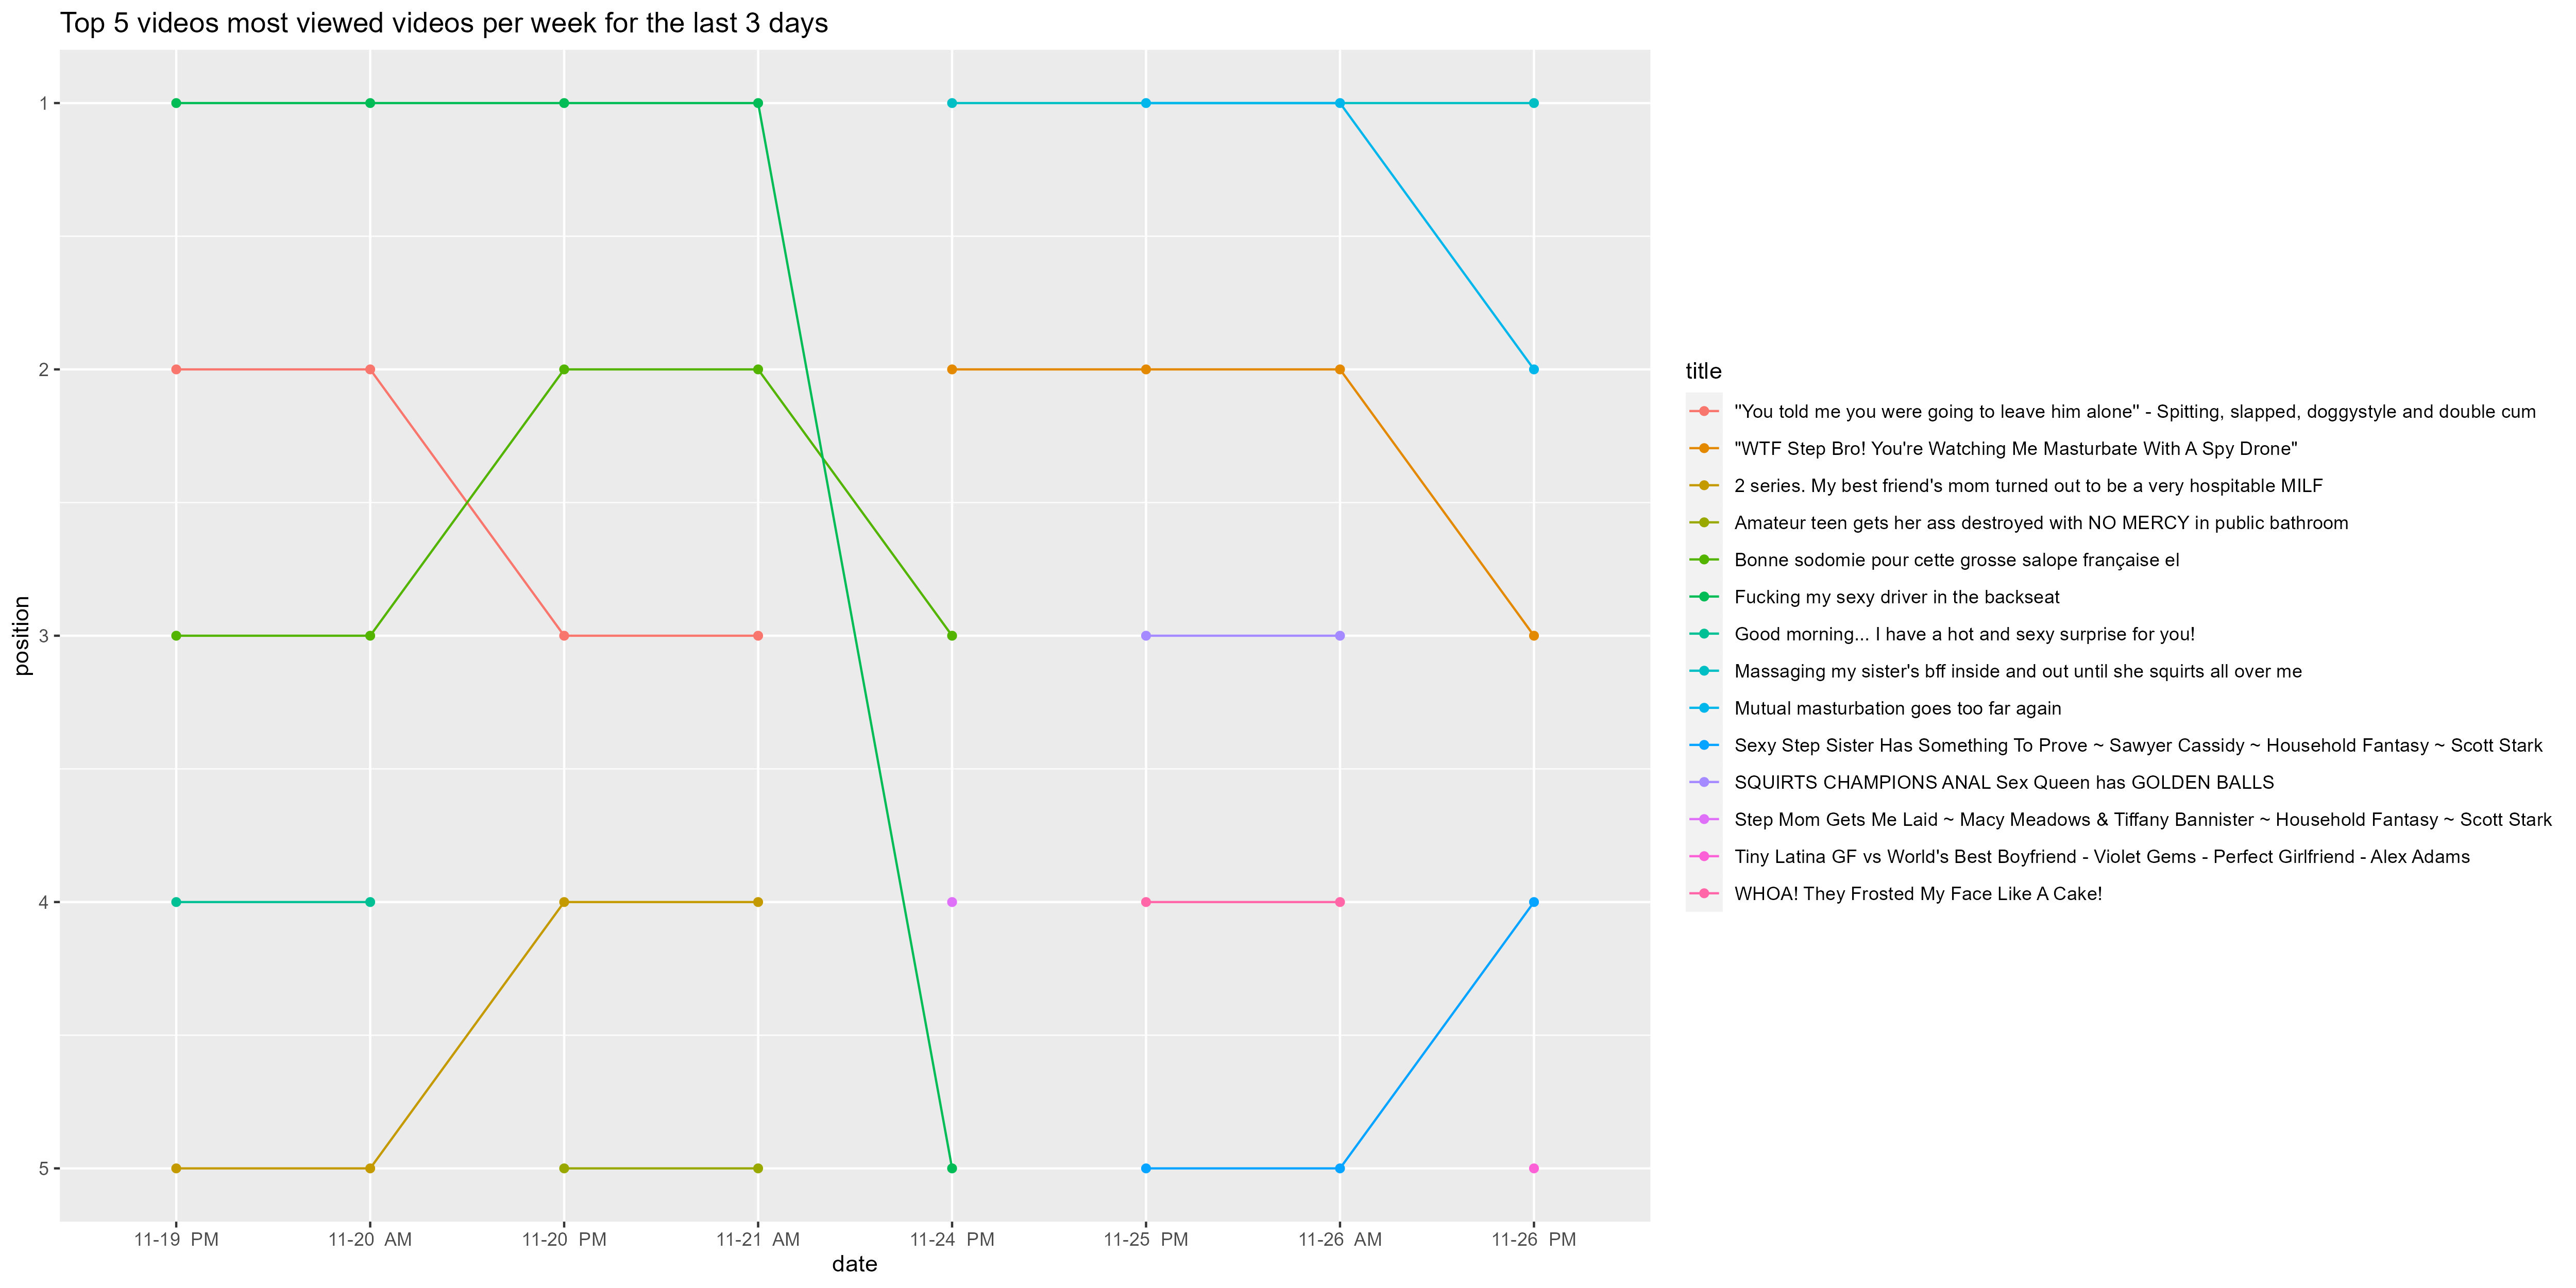 Top 5 videos most viewed videos per week for the last 3 days
1
2
3
4
5
position
11-19 PM
11-20 AM
11-20 PM
11-21 AM
11-24 PM
11-25 PM
11-26 AM
11-26 PM
date
title
"You told me you were going to leave him alone" - Spitting, slapped, doggystyle and double cum
"WTF Step Bro! You're Watching Me Masturbate With A Spy Drone"
2 series. My best friend's mom turned out to be a very hospitable MILF
Amateur teen gets her ass destroyed with NO MERCY in public bathroom
Bonne sodomie pour cette grosse salope française el
Fucking my sexy driver in the backseat
Good morning... I have a hot and sexy surprise for you!
Massaging my sister's bff inside and out until she squirts all over me
Mutual masturbation goes too far again
Sexy Step Sister Has Something To Prove ~ Sawyer Cassidy ~ Household Fantasy ~ Scott Stark
SQUIRTS CHAMPIONS ANAL Sex Queen has GOLDEN BALLS
Step Mom Gets Me Laid ~ Macy Meadows & Tiffany Bannister ~ Household Fantasy ~ Scott Stark
Tiny Latina GF vs World's Best Boyfriend - Violet Gems - Perfect Girlfriend - Alex Adams
WHOA! They Frosted My Face Like A Cake!